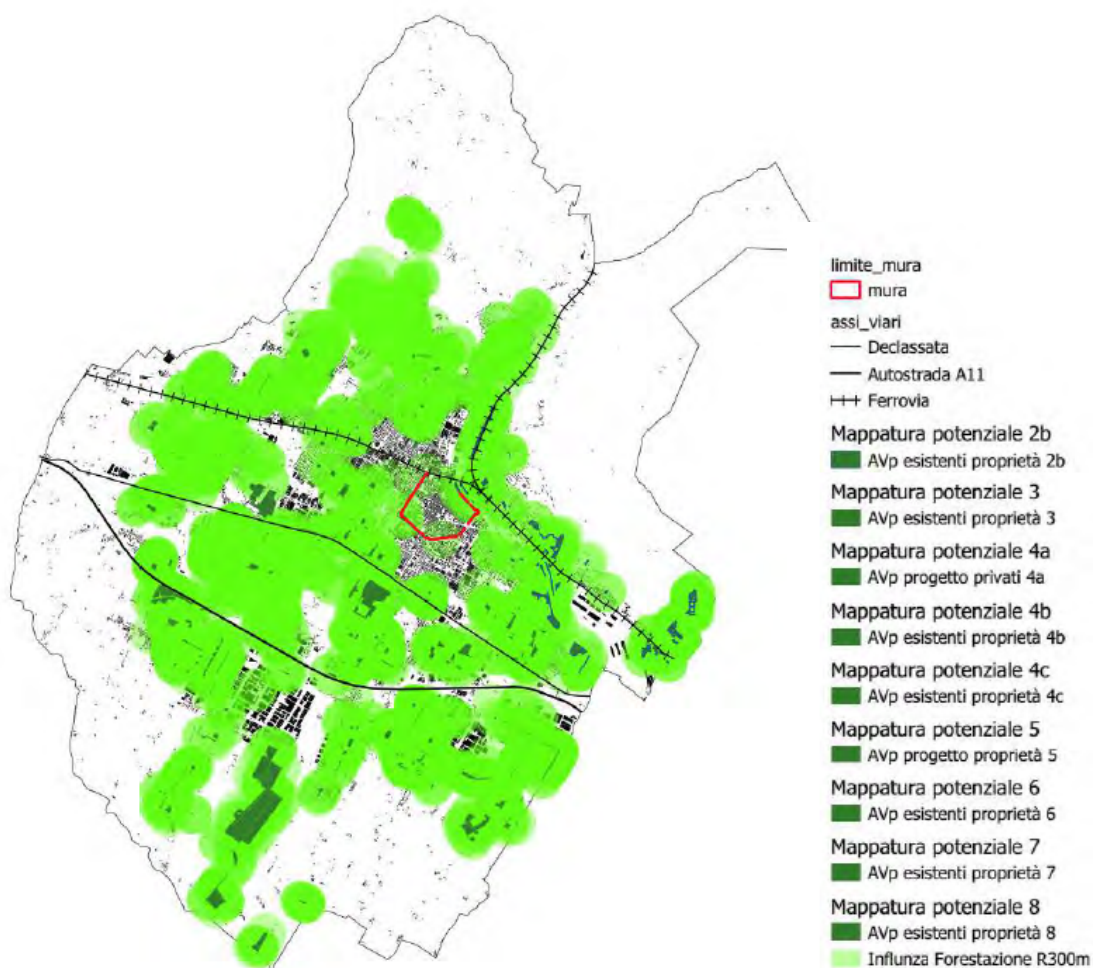 limite_mura
mura
assi_viari
Declassata
Autostrada A11
Ferrovia
Mappatura potenziale 2b
AVp esistenti proprietà 2b
Mappatura potenziale 3
AVp esistenti proprietà 3
Mappatura potenziale 4a
AVp progetto privati 4a
Mappatura potenziale 4b
AVp esistenti proprietà 4b
Mappatura potenziale 4c
AVp esistenti proprietà 4c
Mappatura potenziale 5
AVp progetto proprietà 5
Mappatura potenziale 6
AVp esistenti proprietà 6
Mappatura potenziale 7
AVp esistenti proprietà 7
Mappatura potenziale 8
AVp esistenti proprietà 8
Influnza Forestazione R300m